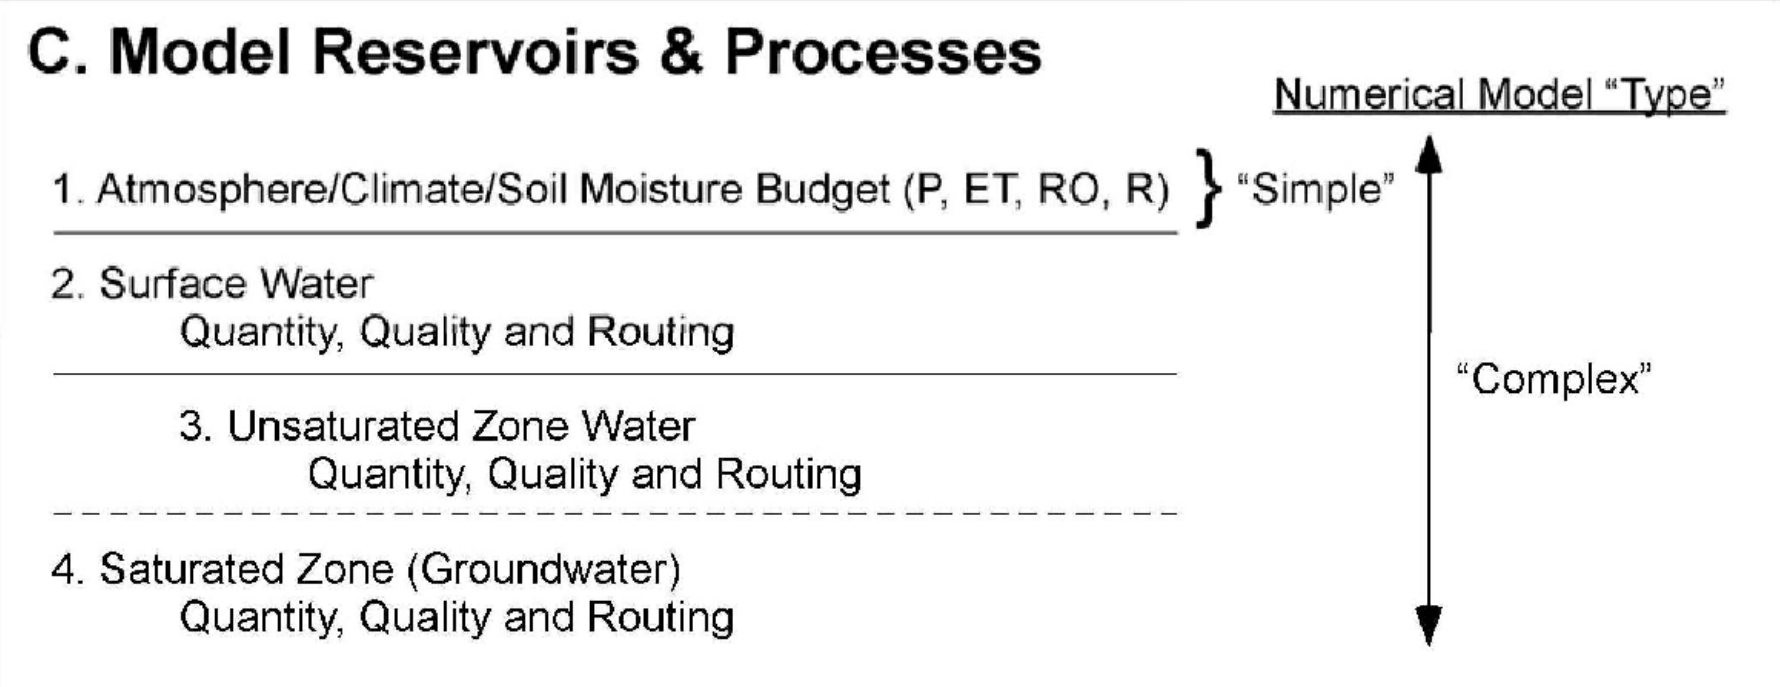 C. Model Reservoirs & Processes
Numerical Model “Type”
1. Atmosphere/Climate/Soil Moisture Budget (P, ET, RO, R) } “Simple”
2. Surface Water
Quantity, Quality and Routing
“Complex”
3. Unsaturated Zone Water
Quantity, Quality and Routing
4. Saturated Zone (Groundwater)
Quantity, Quality and Routing